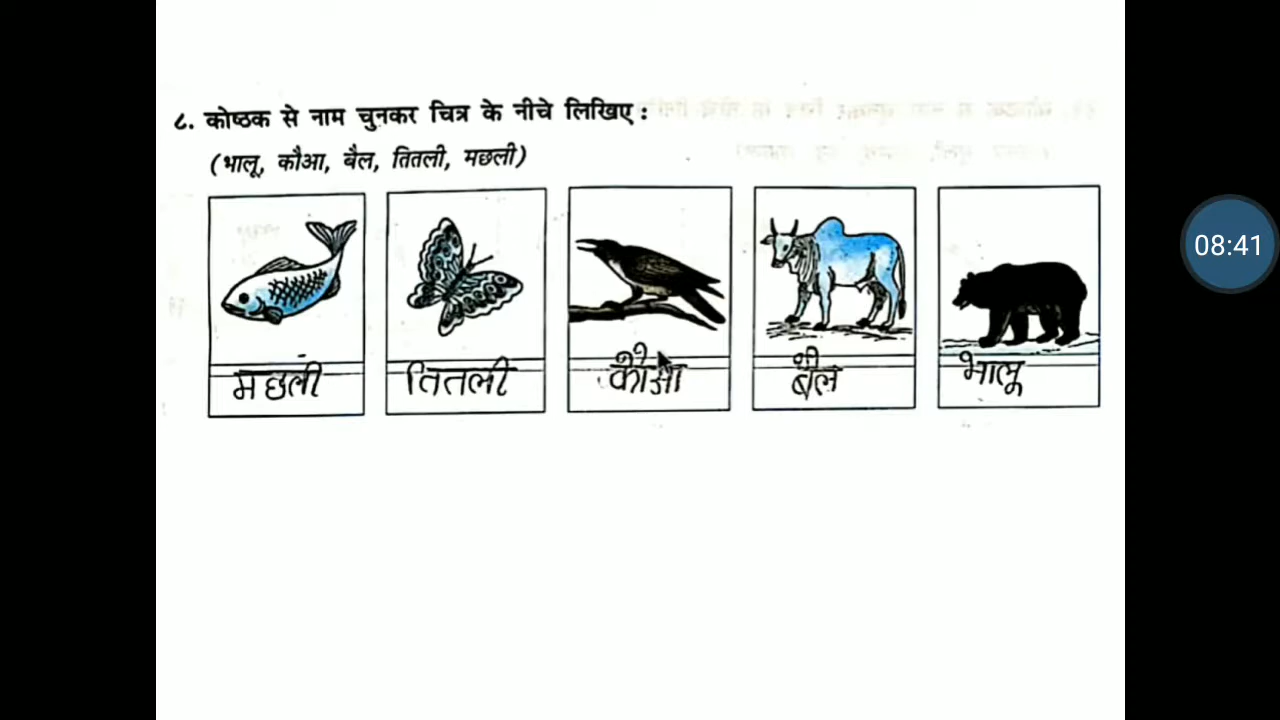 ८. कोष्ठक से नाम चुनकर चित्र के नीचे लिखिए :
(भालू, कौआ, बैल, तितली, मछली)
मछली तितली कौआ बैल भालू
08:41